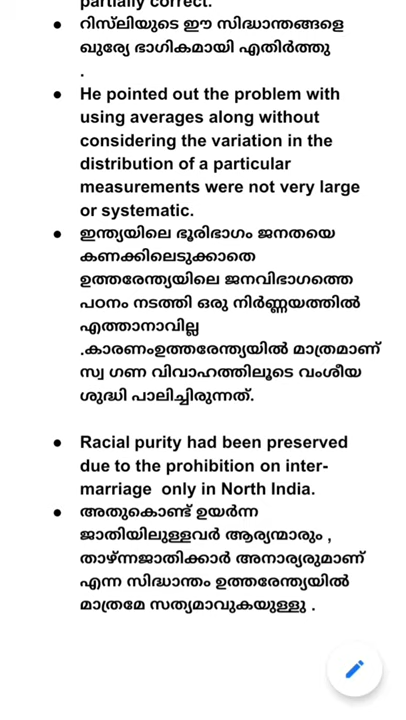 partially correct.
● റിസ്‌ലിയുടെ ഈ സിദ്ധാന്തങ്ങളെ
ഖുര്യേ ഭാഗികമായി എതിർത്തു
.
● He pointed out the problem with
using averages along without
considering the variation in the
distribution of a particular
measurements were not very large
or systematic.
● ഇന്ത്യയിലെ ഭൂരിഭാഗം ജനതയെ
കണക്കിലെടുക്കാതെ
ഉത്തരേന്ത്യയിലെ ജനവിഭാഗത്തെ
പഠനം നടത്തി ഒരു നിർണ്ണയത്തിൽ
എത്താനാവില്ല
.കാരണംഉത്തരേന്ത്യയിൽ മാത്രമാണ്
സ്വ ഗണ വിവാഹത്തിലൂടെ വംശീയ
ശുദ്ധി പാലിച്ചിരുന്നത്.
● Racial purity had been preserved
due to the prohibition on inter-
marriage only in North India.
● അതുകൊണ്ട് ഉയർന്ന
ജാതിയിലുള്ളവർ ആര്യന്മാരും ,
താഴ്ന്നജാതിക്കാർ അനാര്യരുമാണ്
എന്ന സിദ്ധാന്തം ഉത്തരേന്ത്യയിൽ
മാത്രമേ സത്യമാവുകയുള്ളു .